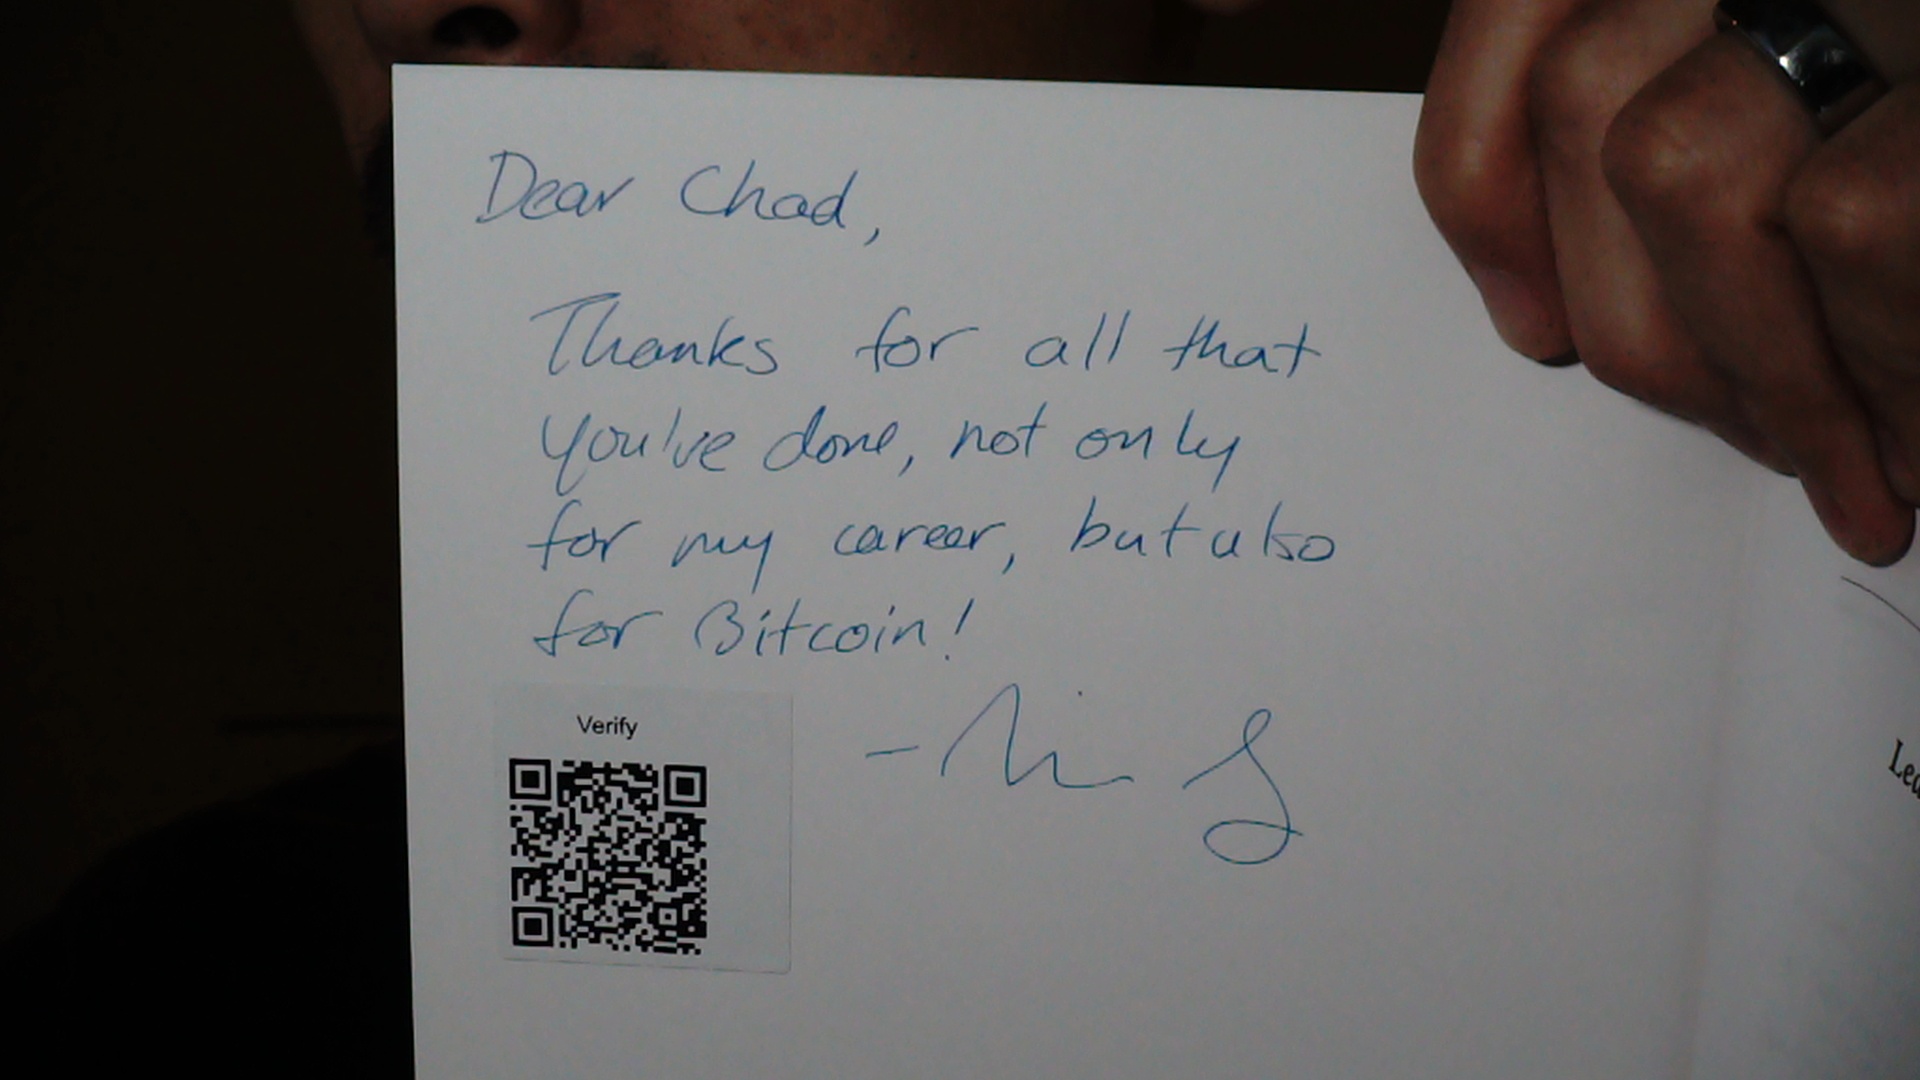 Dear Chad,
Thanks for all that
you've done, not only
for my career, but also
for Bitcoin!
Verify